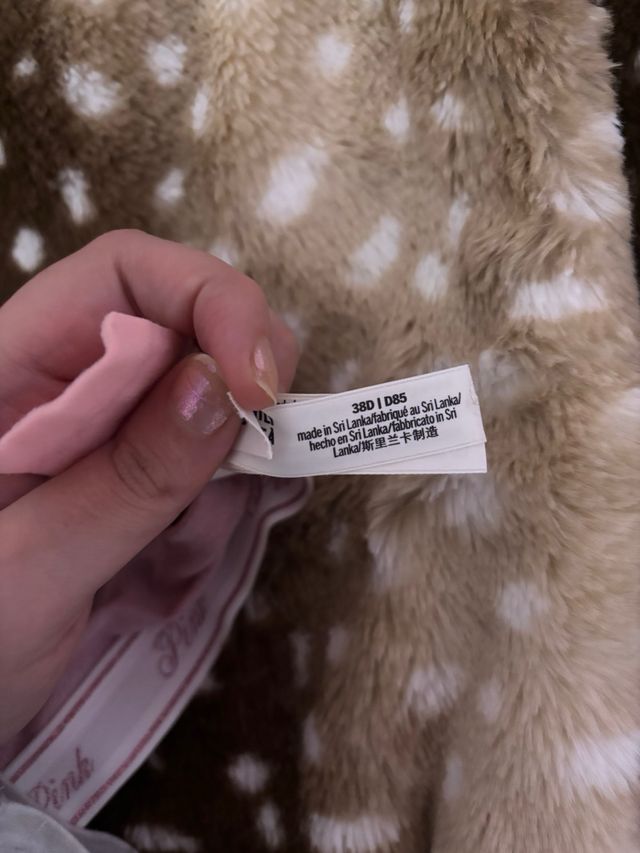 38D | D85
made in Sri Lanka/fabriqué au Sri Lanka/
hecho en Sri Lanka/fabbricato in Sri
Lanka/斯里兰卡制造
Pink
Pink